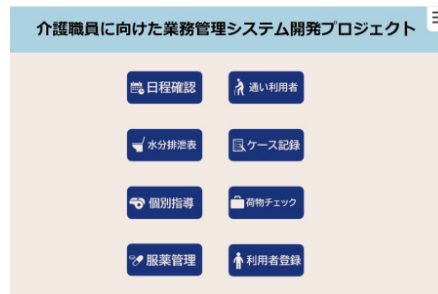 介護職員に向けた業務管理システム開発プロジェクト
日程確認
通い利用者
水分排泄表
ケース記録
個別指導
荷物チェック
服薬管理
利用者登録